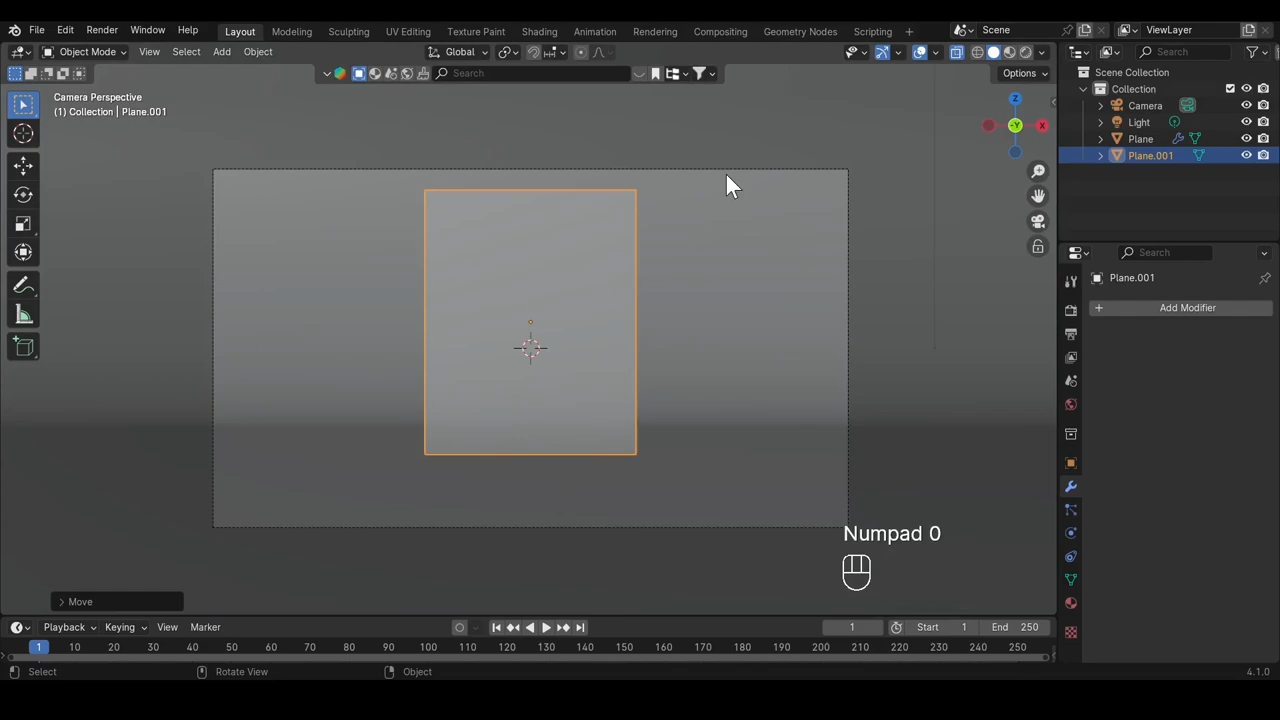 File Edit Render Window Help Layout Modeling Sculpting UV Editing Texture Paint Shading Animation Rendering Compositing Geometry Nodes Scripting + Scene ViewLayer
Object Mode View Select Add Object Global Search
Search Options
Camera Perspective
(1) Collection | Plane.001
Z
-Y
X
Scene Collection
Collection
Camera
Light
Plane
Plane.001
Search
Plane.001
+ Add Modifier
Numpad 0
Move
Playback Keying View Marker 1 Start 1 End 250
1 10 20 30 40 50 60 70 80 90 100 110 120 130 140 150 160 170 180 190 200 210 220 230 240 250
Select Rotate View Object 4.1.0